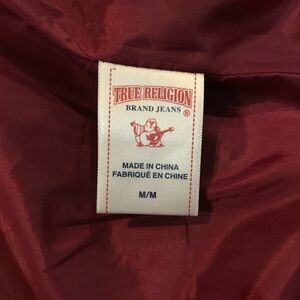 TRUE RELIGION
BRAND JEANS ®
MADE IN CHINA
FABRIQUÉ EN CHINE
M/M